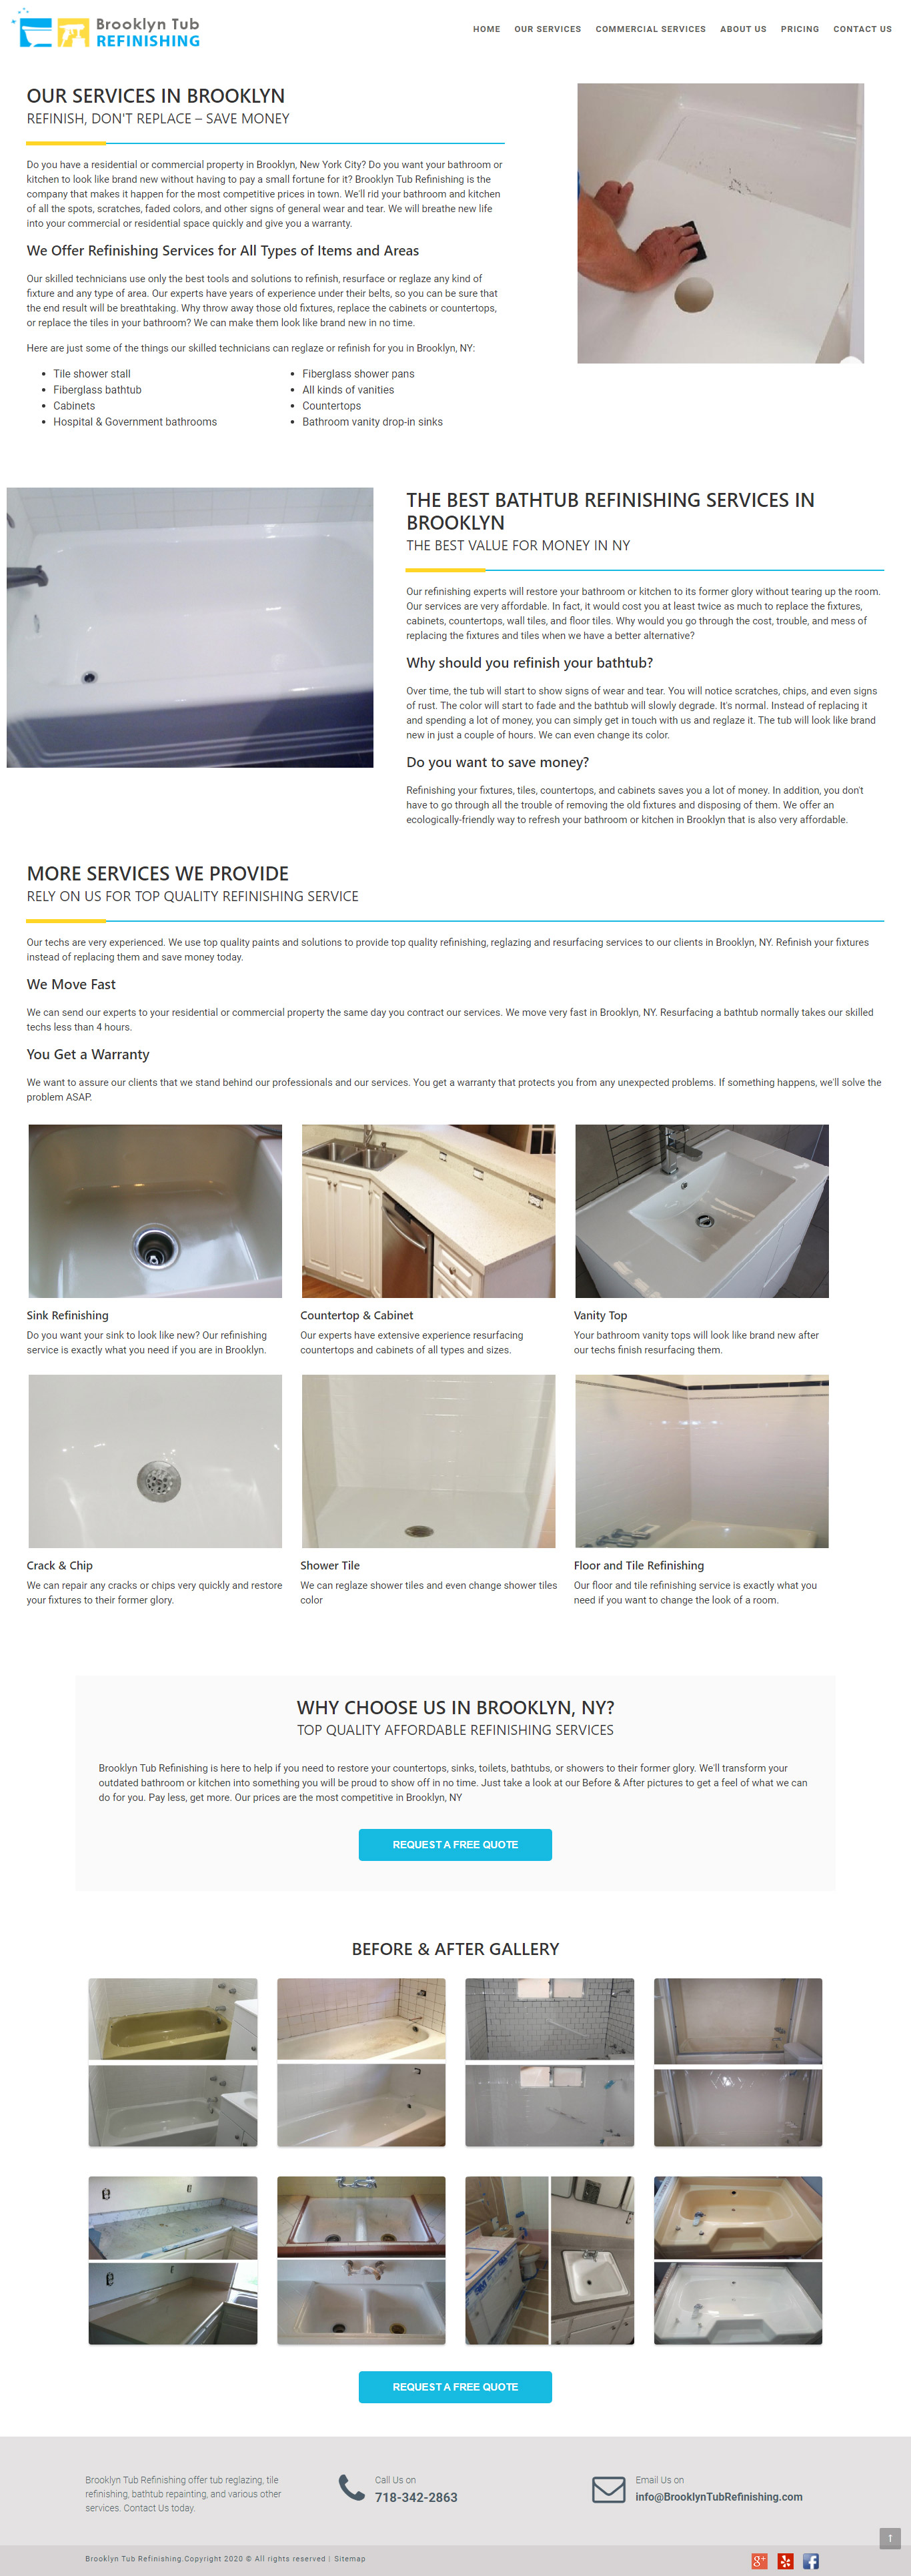 Brooklyn Tub
REFINISHING
HOME OUR SERVICES COMMERCIAL SERVICES ABOUT US PRICING CONTACT US
OUR SERVICES IN BROOKLYN
REFINISH, DON'T REPLACE – SAVE MONEY
Do you have a residential or commercial property in Brooklyn, New York City? Do you want your bathroom or
kitchen to look like brand new without having to pay a small fortune for it? Brooklyn Tub Refinishing is the
company that makes it happen for the most competitive prices in town. We'll rid your bathroom and kitchen
of all the spots, scratches, faded colors, and other signs of general wear and tear. We will breathe new life
into your commercial or residential space quickly and give you a warranty.
We Offer Refinishing Services for All Types of Items and Areas
Our skilled technicians use only the best tools and solutions to refinish, resurface or reglaze any kind of
fixture and any type of area. Our experts have years of experience under their belts, so you can be sure that
the end result will be breathtaking. Why throw away those old fixtures, replace the cabinets or countertops,
or replace the tiles in your bathroom? We can make them look like brand new in no time.
Here are just some of the things our skilled technicians can reglaze or refinish for you in Brooklyn, NY:
• Tile shower stall
• Fiberglass bathtub
• Cabinets
• Hospital & Government bathrooms
• Fiberglass shower pans
• All kinds of vanities
• Countertops
• Bathroom vanity drop-in sinks
THE BEST BATHTUB REFINISHING SERVICES IN
BROOKLYN
THE BEST VALUE FOR MONEY IN NY
Our refinishing experts will restore your bathroom or kitchen to its former glory without tearing up the room.
Our services are very affordable. In fact, it would cost you at least twice as much to replace the fixtures,
cabinets, countertops, wall tiles, and floor tiles. Why would you go through the cost, trouble, and mess of
replacing the fixtures and tiles when we have a better alternative?
Why should you refinish your bathtub?
Over time, the tub will start to show signs of wear and tear. You will notice scratches, chips, and even signs
of rust. The color will start to fade and the bathtub will slowly degrade. It's normal. Instead of replacing it
and spending a lot of money, you can simply get in touch with us and reglaze it. The tub will look like brand
new in just a couple of hours. We can even change its color.
Do you want to save money?
Refinishing your fixtures, tiles, countertops, and cabinets saves you a lot of money. In addition, you don't
have to go through all the trouble of removing the old fixtures and disposing of them. We offer an
ecologically-friendly way to refresh your bathroom or kitchen in Brooklyn that is also very affordable.
MORE SERVICES WE PROVIDE
RELY ON US FOR TOP QUALITY REFINISHING SERVICE
Our techs are very experienced. We use top quality paints and solutions to provide top quality refinishing, reglazing and resurfacing services to our clients in Brooklyn, NY. Refinish your fixtures
instead of replacing them and save money today.
We Move Fast
We can send our experts to your residential or commercial property the same day you contract our services. We move very fast in Brooklyn, NY. Resurfacing a bathtub normally takes our skilled
techs less than 4 hours.
You Get a Warranty
We want to assure our clients that we stand behind our professionals and our services. You get a warranty that protects you from any unexpected problems. If something happens, we'll solve the
problem ASAP.
Sink Refinishing
Do you want your sink to look like new? Our refinishing
service is exactly what you need if you are in Brooklyn.
Countertop & Cabinet
Our experts have extensive experience resurfacing
countertops and cabinets of all types and sizes.
Vanity Top
Your bathroom vanity tops will look like brand new after
our techs finish resurfacing them.
Crack & Chip
We can repair any cracks or chips very quickly and restore
your fixtures to their former glory.
Shower Tile
We can reglaze shower tiles and even change shower tiles
color
Floor and Tile Refinishing
Our floor and tile refinishing service is exactly what you
need if you want to change the look of a room.
WHY CHOOSE US IN BROOKLYN, NY?
TOP QUALITY AFFORDABLE REFINISHING SERVICES
Brooklyn Tub Refinishing is here to help if you need to restore your countertops, sinks, toilets, bathtubs, or showers to their former glory. We'll transform your
outdated bathroom or kitchen into something you will be proud to show off in no time. Just take a look at our Before & After pictures to get a feel of what we can
do for you. Pay less, get more. Our prices are the most competitive in Brooklyn, NY
REQUEST A FREE QUOTE
BEFORE & AFTER GALLERY
REQUEST A FREE QUOTE
Brooklyn Tub Refinishing offer tub reglazing, tile
refinishing, bathtub repainting, and various other
services. Contact Us today.
Call Us on
718-342-2863
Email Us on
info@BrooklynTubRefinishing.com
Brooklyn Tub Refinishing.Copyright 2020 © All rights reserved | Sitemap